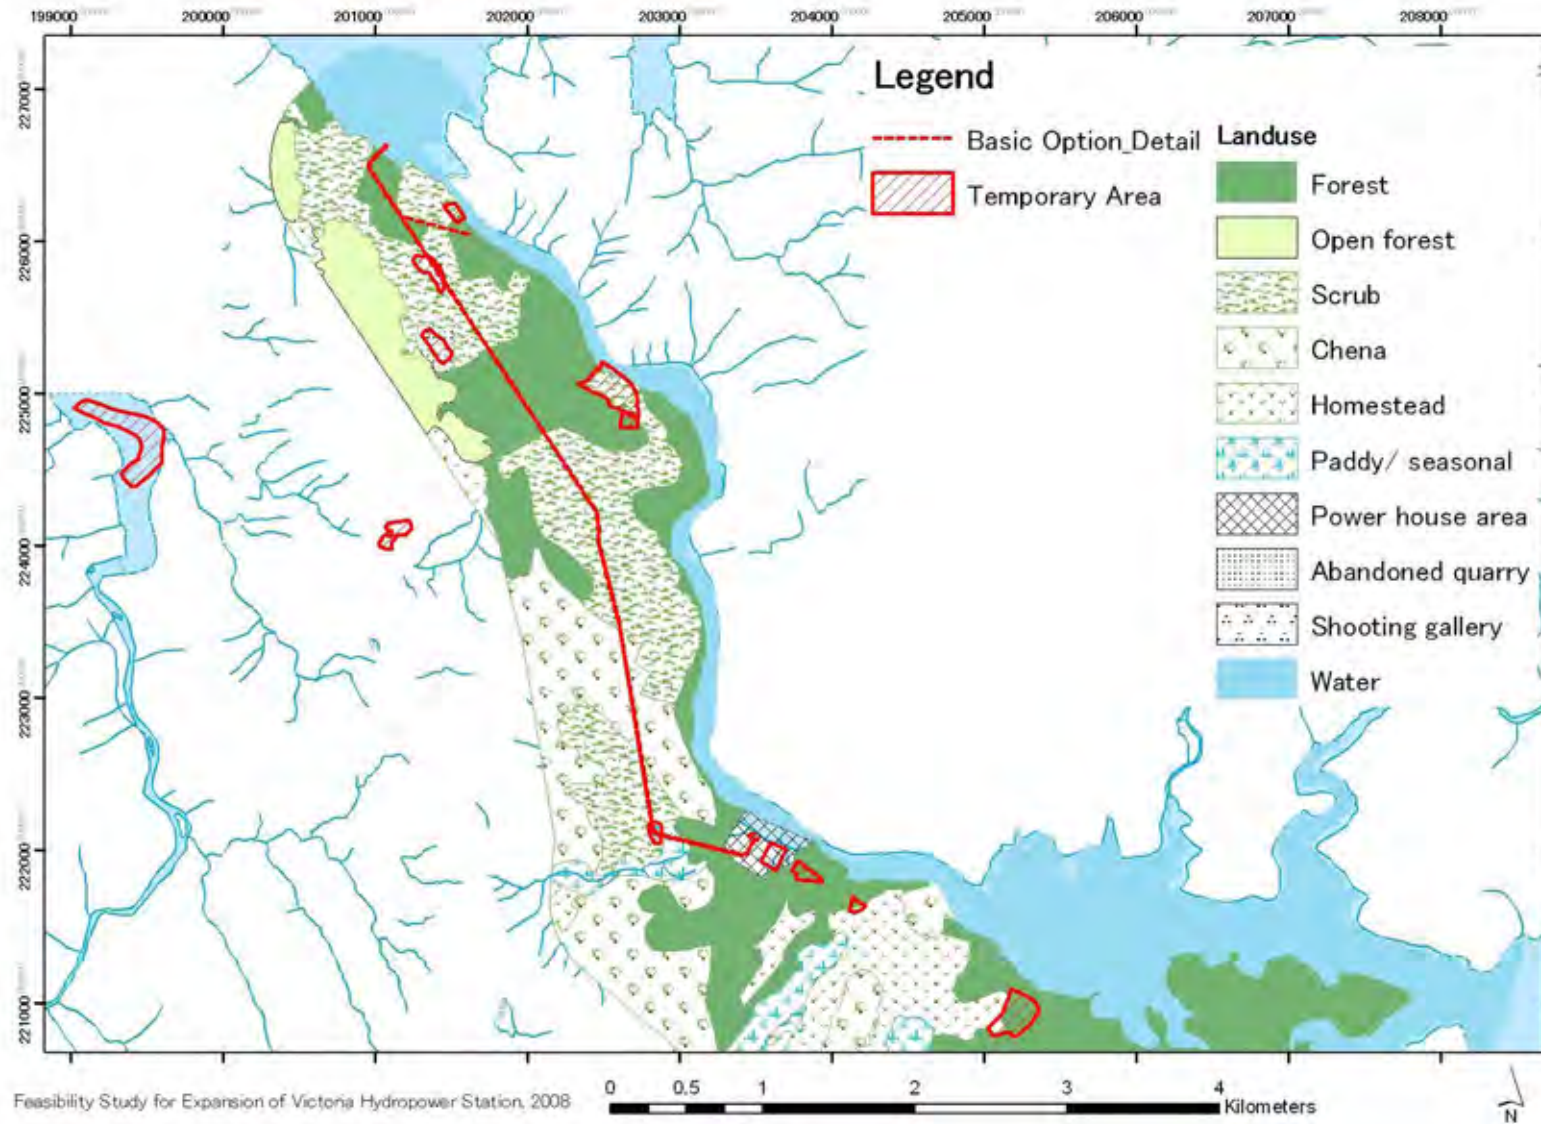 199000 200000 201000 202000 203000 204000 205000 206000 207000 208000
227000
226000
225000
224000
223000
222000
221000
Legend
Basic Option_Detail
Temporary Area
Landuse
Forest
Open forest
Scrub
Chena
Homestead
Paddy/ seasonal
Power house area
Abandoned quarry
Shooting gallery
Water
Feasibility Study for Expansion of Victoria Hydropower Station, 2008
0 0.5 1 2 3 4
Kilometers
N